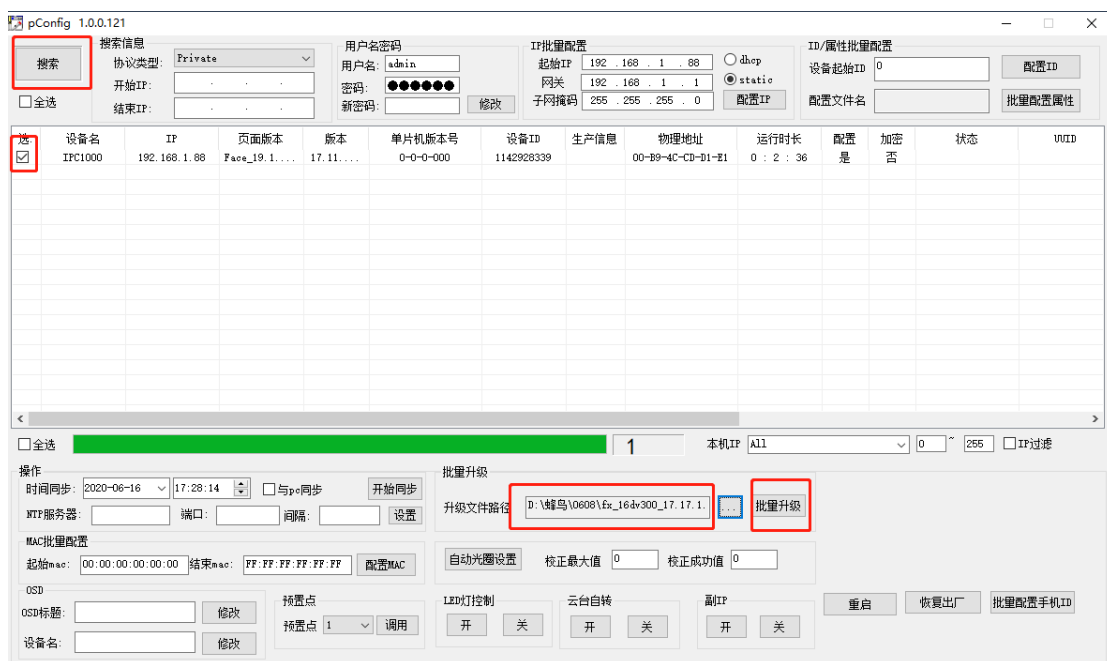 pConfig 1.0.0.121
搜索
全选
搜索信息
协议类型: Private
开始IP: . . .
结束IP: . . .
用户名密码
用户名: admin
密码: ●●●●●●
新密码: 修改
IP批量配置
起始IP 192 . 168 . 1 . 88 dhcp
网关 192 . 168 . 1 . 1 static
子网掩码 255 . 255 . 255 . 0 配置IP
ID/属性批量配置
设备起始ID 0 配置ID
配置文件名 批量配置属性
选. 设备名 IP 页面版本 版本 单片机版本号 设备ID 生产信息 物理地址 运行时长 配置 加密 状态 UUID
IPC1000 192.168.1.88 Face_19.1.... 17.11.... 0-0-0-000 1142928339 00-B9-4C-CD-D1-E1 0 : 2 : 36 是 否
全选 1 本机IP All 0 ~ 255 IP过滤
操作
时间同步: 2020-06-16 17:28:14 与pc同步 开始同步
NTP服务器: 端口: 间隔: 设置
批量升级
升级文件路径 D:\蜂鸟\0608\fx_16dv300_17.17.1. ... 批量升级
MAC批量配置
起始mac: 00:00:00:00:00:00 结束mac: FF:FF:FF:FF:FF:FF 配置MAC
自动光圈设置 校正最大值 0 校正成功值 0
OSD
OSD标题: 修改
设备名: 修改
预置点
预置点 1 调用
LED灯控制
开 关
云台自转
开 关
副IP
开 关
重启 恢复出厂 批量配置手机ID